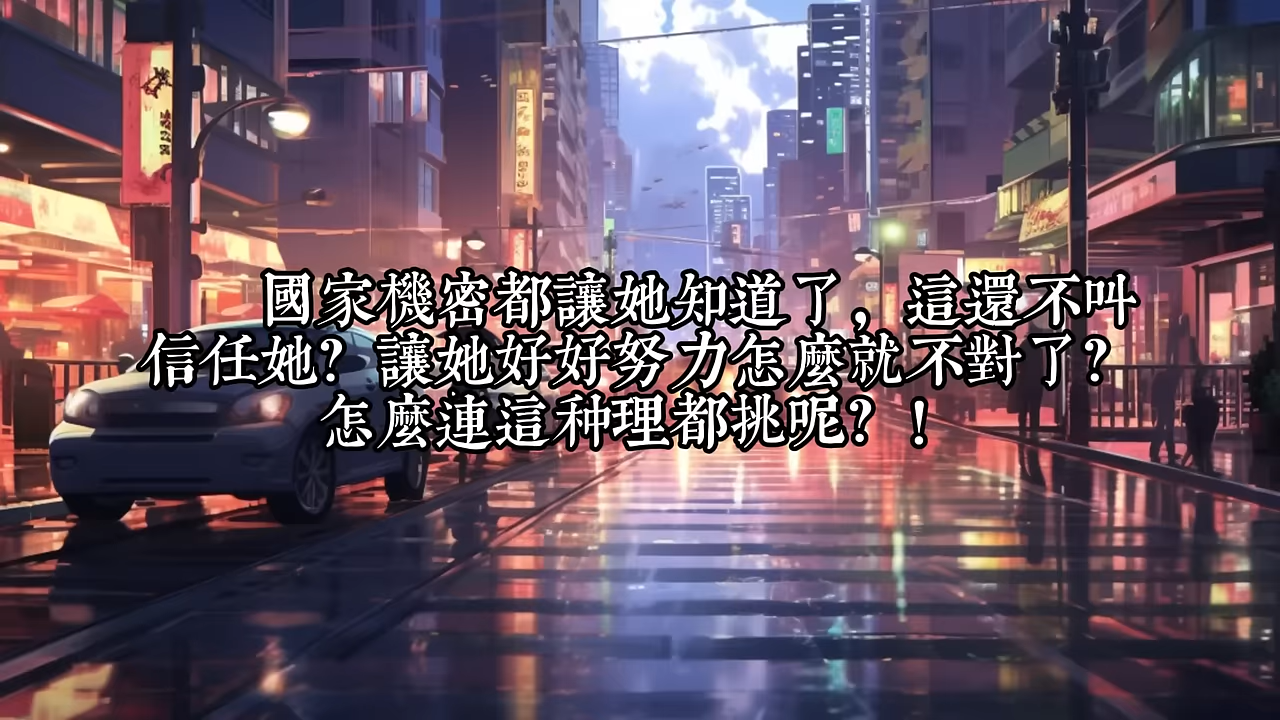 國家機密都讓她知道了，這還不叫
信任她？讓她好好努力怎麼就不對了？
怎麼連這种理都挑呢？！